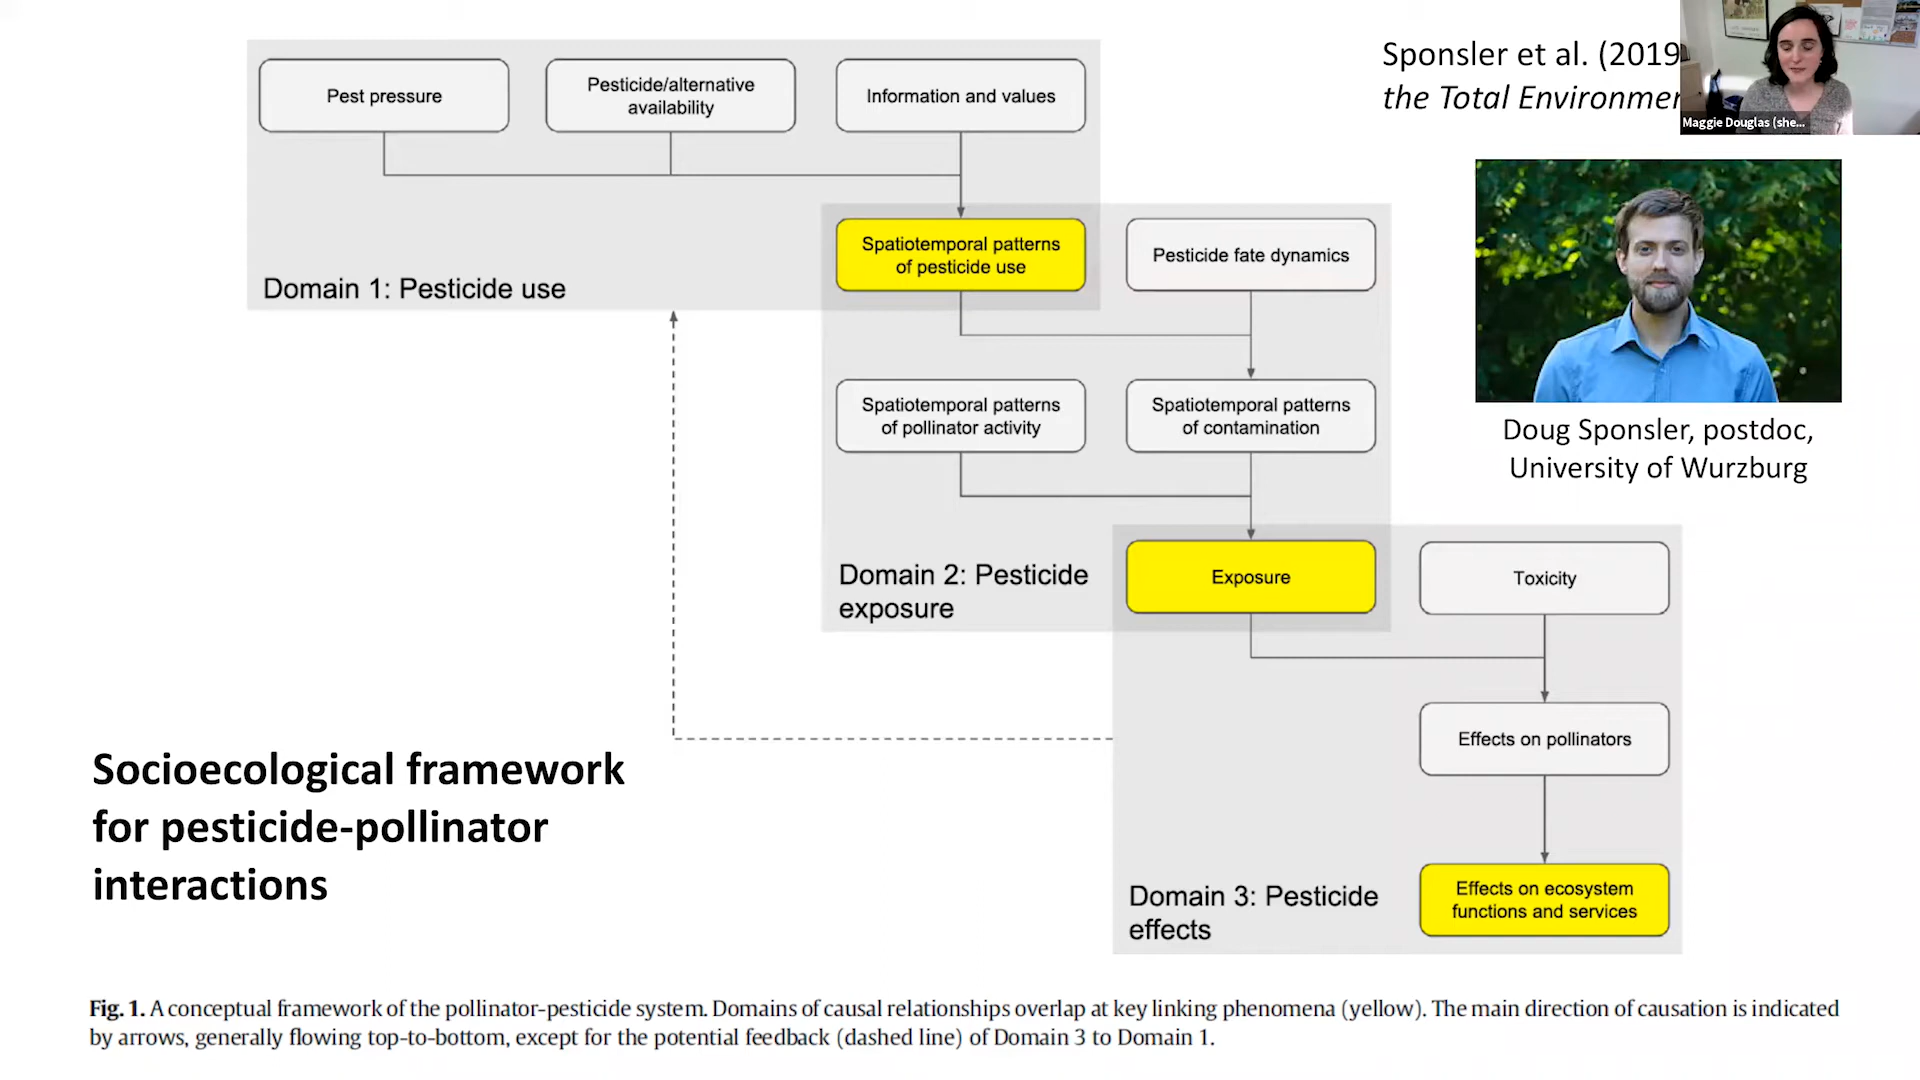 Pest pressure
Pesticide/alternative
availability
Information and values
Sponsler et al. (2019
the Total Environmen
Maggie Douglas (she...
Spatiotemporal patterns
of pesticide use
Pesticide fate dynamics
Domain 1: Pesticide use
Spatiotemporal patterns
of pollinator activity
Spatiotemporal patterns
of contamination
Doug Sponsler, postdoc,
University of Wurzburg
Domain 2: Pesticide
exposure
Exposure
Toxicity
Effects on pollinators
Socioecological framework
for pesticide-pollinator
interactions
Domain 3: Pesticide
effects
Effects on ecosystem
functions and services
Fig. 1. A conceptual framework of the pollinator-pesticide system. Domains of causal relationships overlap at key linking phenomena (yellow). The main direction of causation is indicated
by arrows, generally flowing top-to-bottom, except for the potential feedback (dashed line) of Domain 3 to Domain 1.